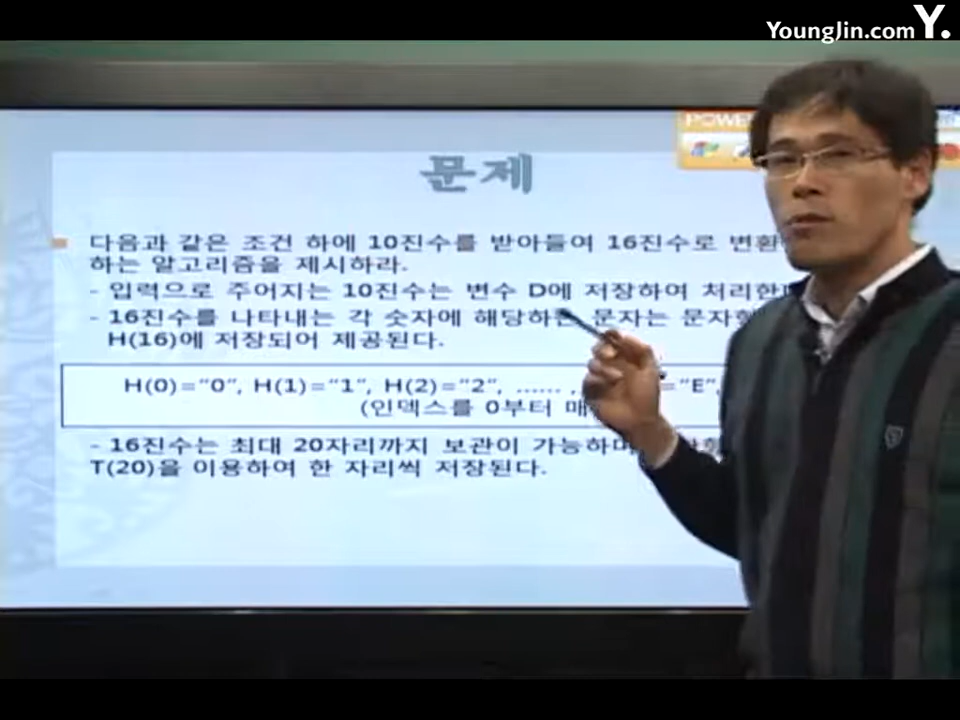 YoungJin.com Y.
POWE
문제
다음과 같은 조건 하에 10진수를 받아들여 16진수로 변환
하는 알고리즘을 제시하라.
- 입력으로 주어지는 10진수는 변수 D에 저장하여 처리한
- 16진수를 나타내는 각 숫자에 해당하는 문자는
H(16)에 저장되어 제공된다.
H(0)="0", H(1)="1", H(2)="2", ...... , ="E",
(인덱스를 0부터
- 16진수는 최대 20자리까지 보관이
T(20)을 이용하여 한 자리씩 저장된다.